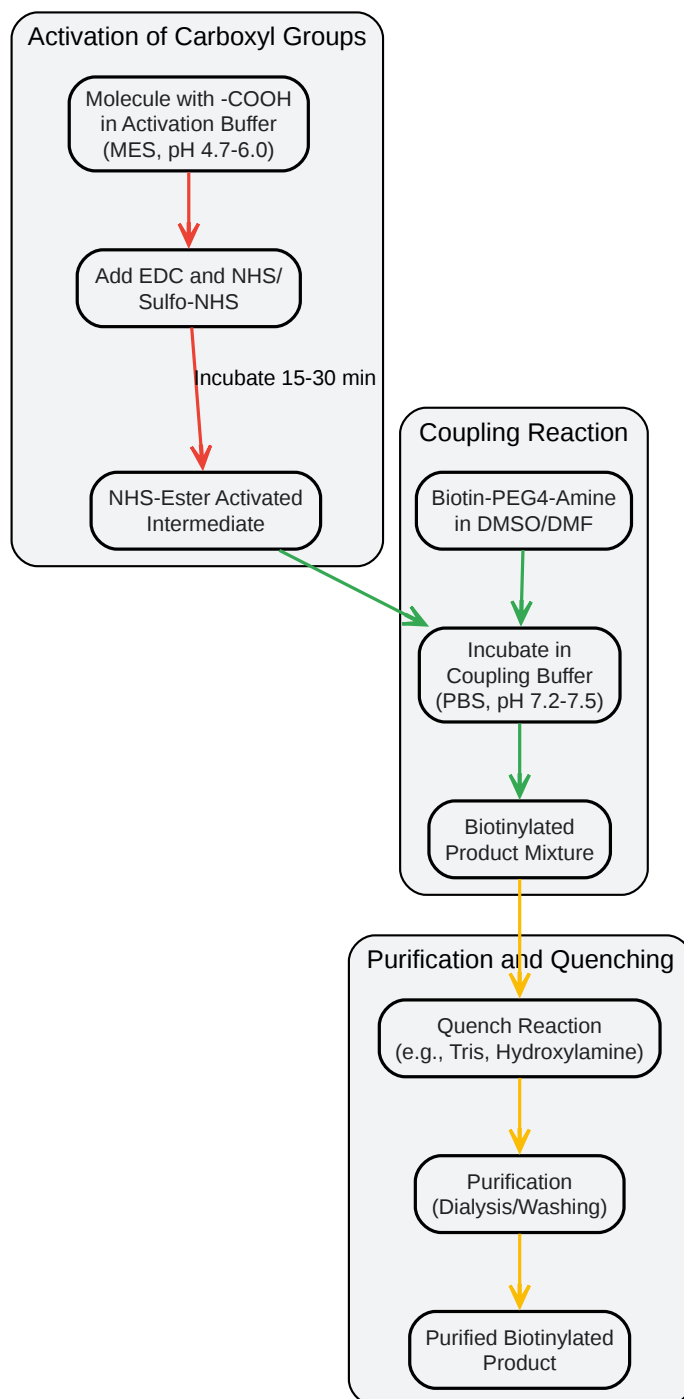 Activation of Carboxyl Groups
Molecule with -COOH
in Activation Buffer
(MES, pH 4.7-6.0)
Add EDC and NHS/
Sulfo-NHS
Incubate 15-30 min
NHS-Ester Activated
Intermediate
Coupling Reaction
Biotin-PEG4-Amine
in DMSO/DMF
Incubate in
Coupling Buffer
(PBS, pH 7.2-7.5)
Biotinylated
Product Mixture
Purification and Quenching
Quench Reaction
(e.g., Tris, Hydroxylamine)
Purification
(Dialysis/Washing)
Purified Biotinylated
Product